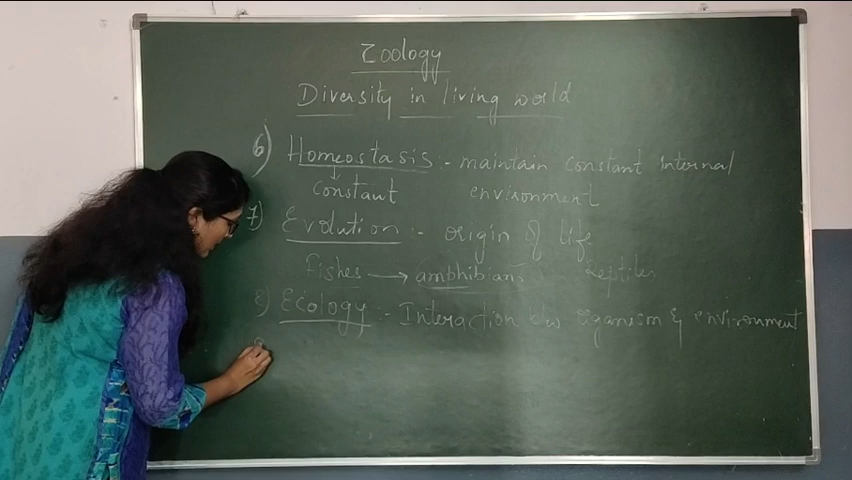 Zoology
Diversity in living world
6) Homeostasis :- maintain constant internal
↓
constant environment
7) Evolution :- origin of life
Fishes → amphibians Reptiles
8) Ecology :- Interaction b/w organism & environment